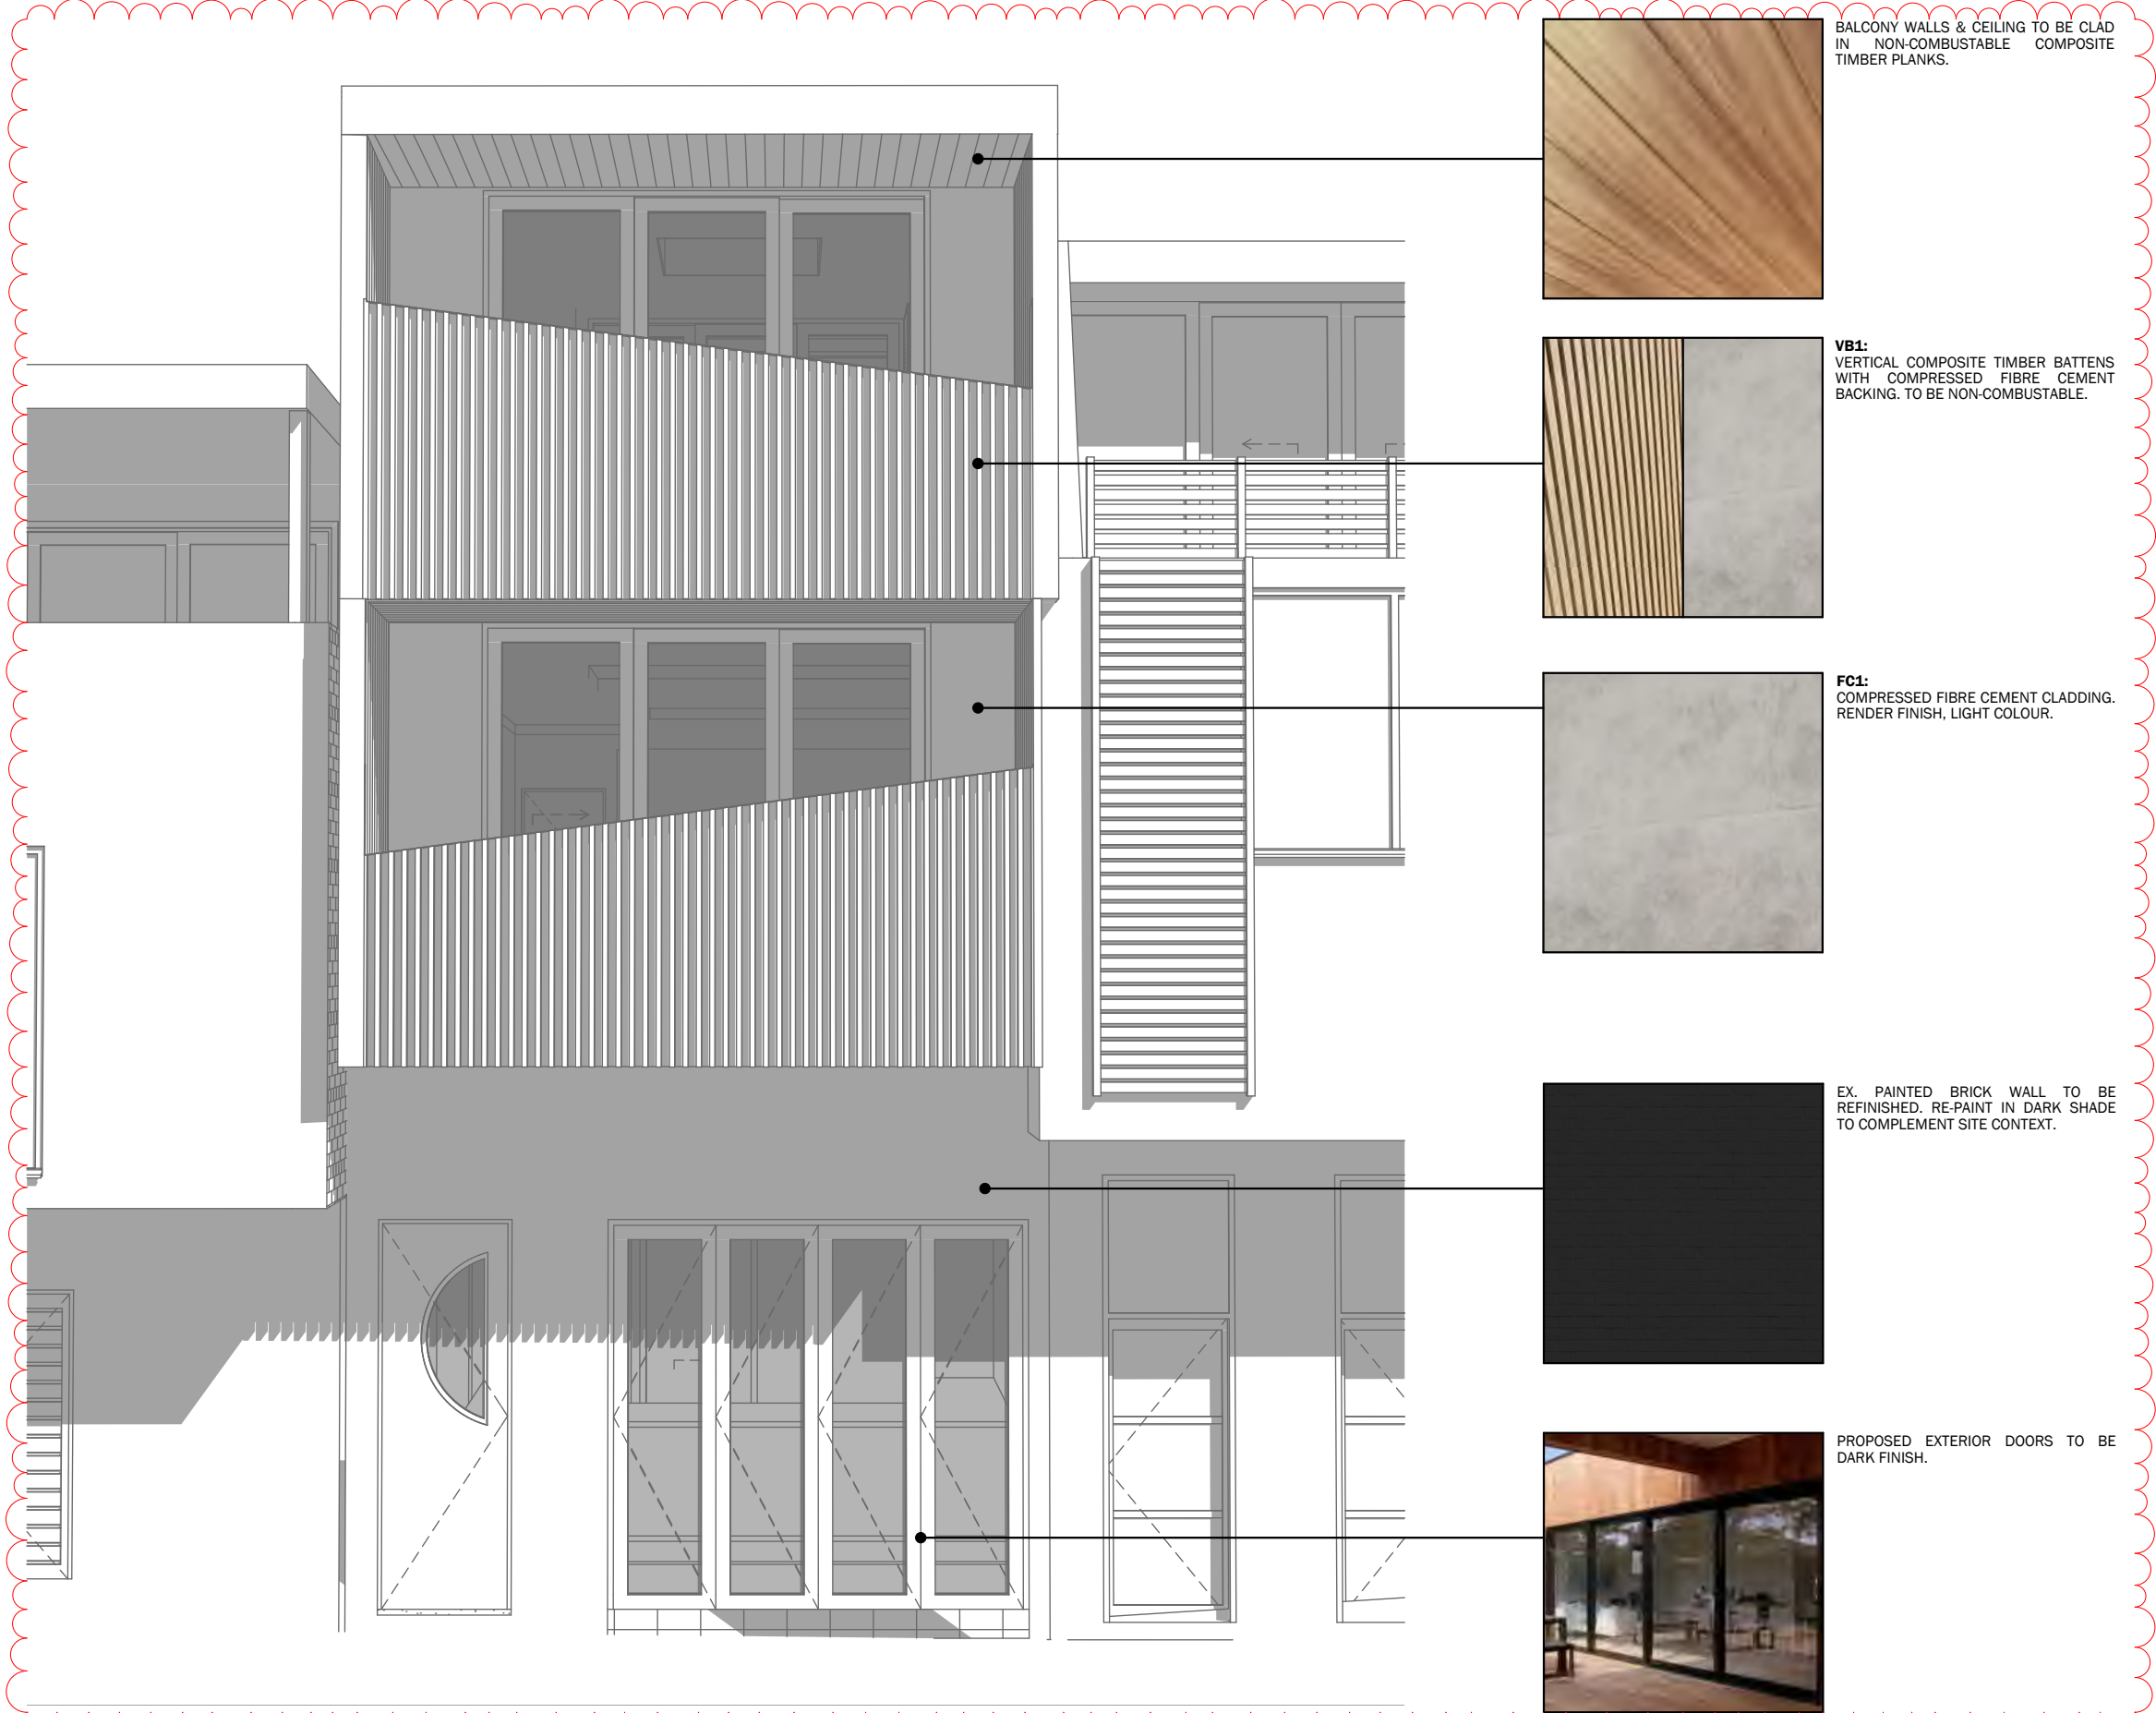 BALCONY WALLS & CEILING TO BE CLAD
IN NON-COMBUSTABLE COMPOSITE
TIMBER PLANKS.
VB1:
VERTICAL COMPOSITE TIMBER BATTENS
WITH COMPRESSED FIBRE CEMENT
BACKING. TO BE NON-COMBUSTABLE.
FC1:
COMPRESSED FIBRE CEMENT CLADDING.
RENDER FINISH, LIGHT COLOUR.
EX. PAINTED BRICK WALL TO BE
REFINISHED. RE-PAINT IN DARK SHADE
TO COMPLEMENT SITE CONTEXT.
PROPOSED EXTERIOR DOORS TO BE
DARK FINISH.